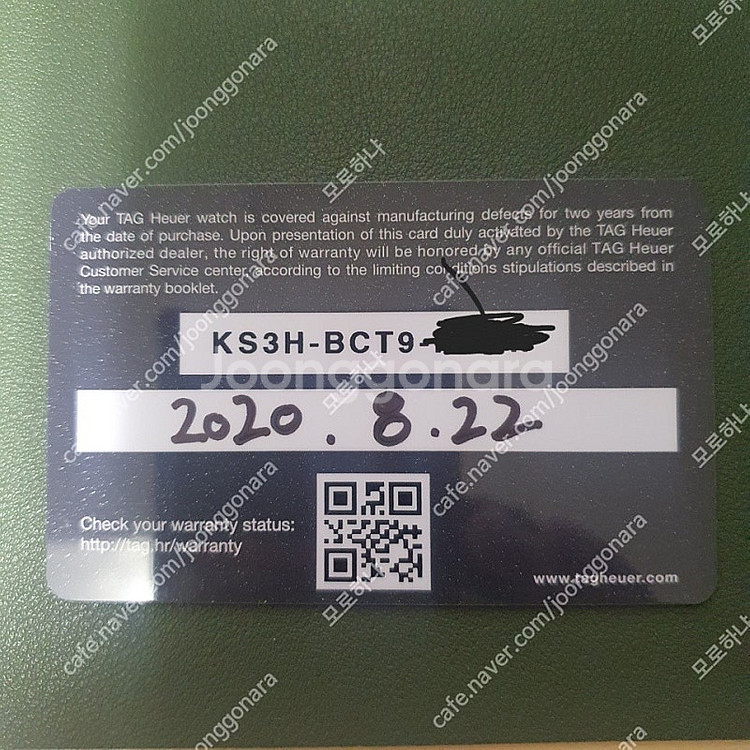 Your TAG Heuer watch is covered against manufacturing defects for two years from
the date of purchase. Upon presentation of this card duly activated by the TAG Heuer
authorized dealer, the right of warranty will be honored by any official TAG Heuer
Customer Service center, according to the limiting conditions stipulations described in
the warranty booklet.
KS3H-BCT9-
Joonggonara
2020. 8. 22
Check your warranty status:
http://tag.hr/warranty
www.tagheuer.com
cafe.naver.com/joonggonara
모로하나